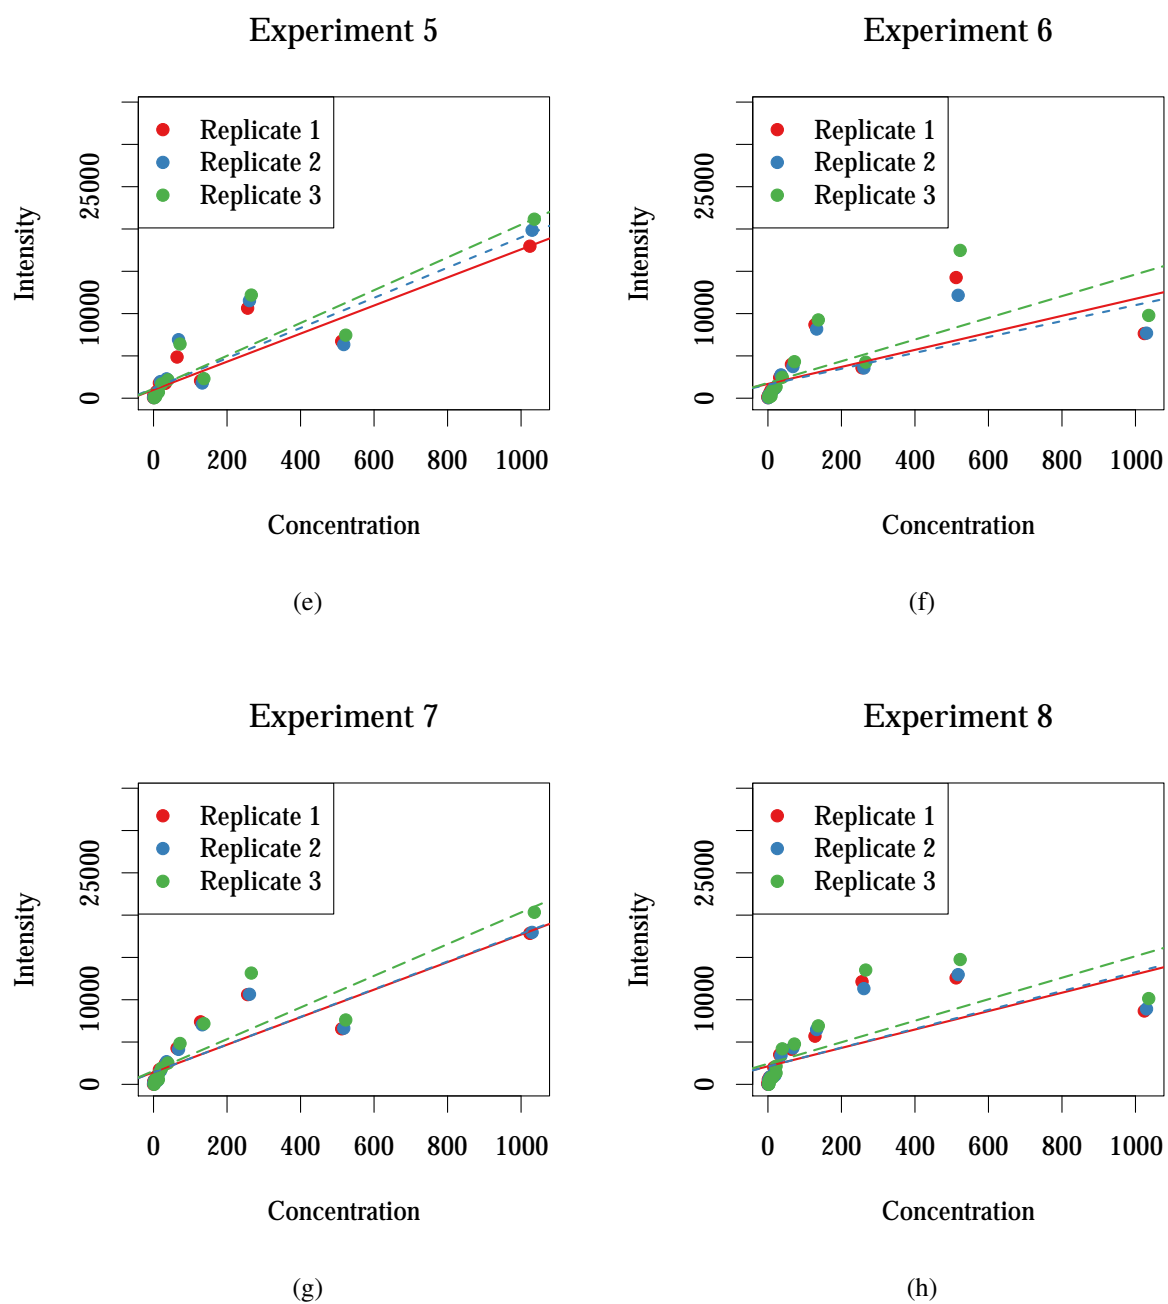 Experiment 5
Replicate 1
Replicate 2
Replicate 3
Intensity
0 10000 25000
0 200 400 600 800 1000
Concentration
(e)
Experiment 6
Replicate 1
Replicate 2
Replicate 3
Intensity
0 10000 25000
0 200 400 600 800 1000
Concentration
(f)
Experiment 7
Replicate 1
Replicate 2
Replicate 3
Intensity
0 10000 25000
0 200 400 600 800 1000
Concentration
(g)
Experiment 8
Replicate 1
Replicate 2
Replicate 3
Intensity
0 10000 25000
0 200 400 600 800 1000
Concentration
(h)